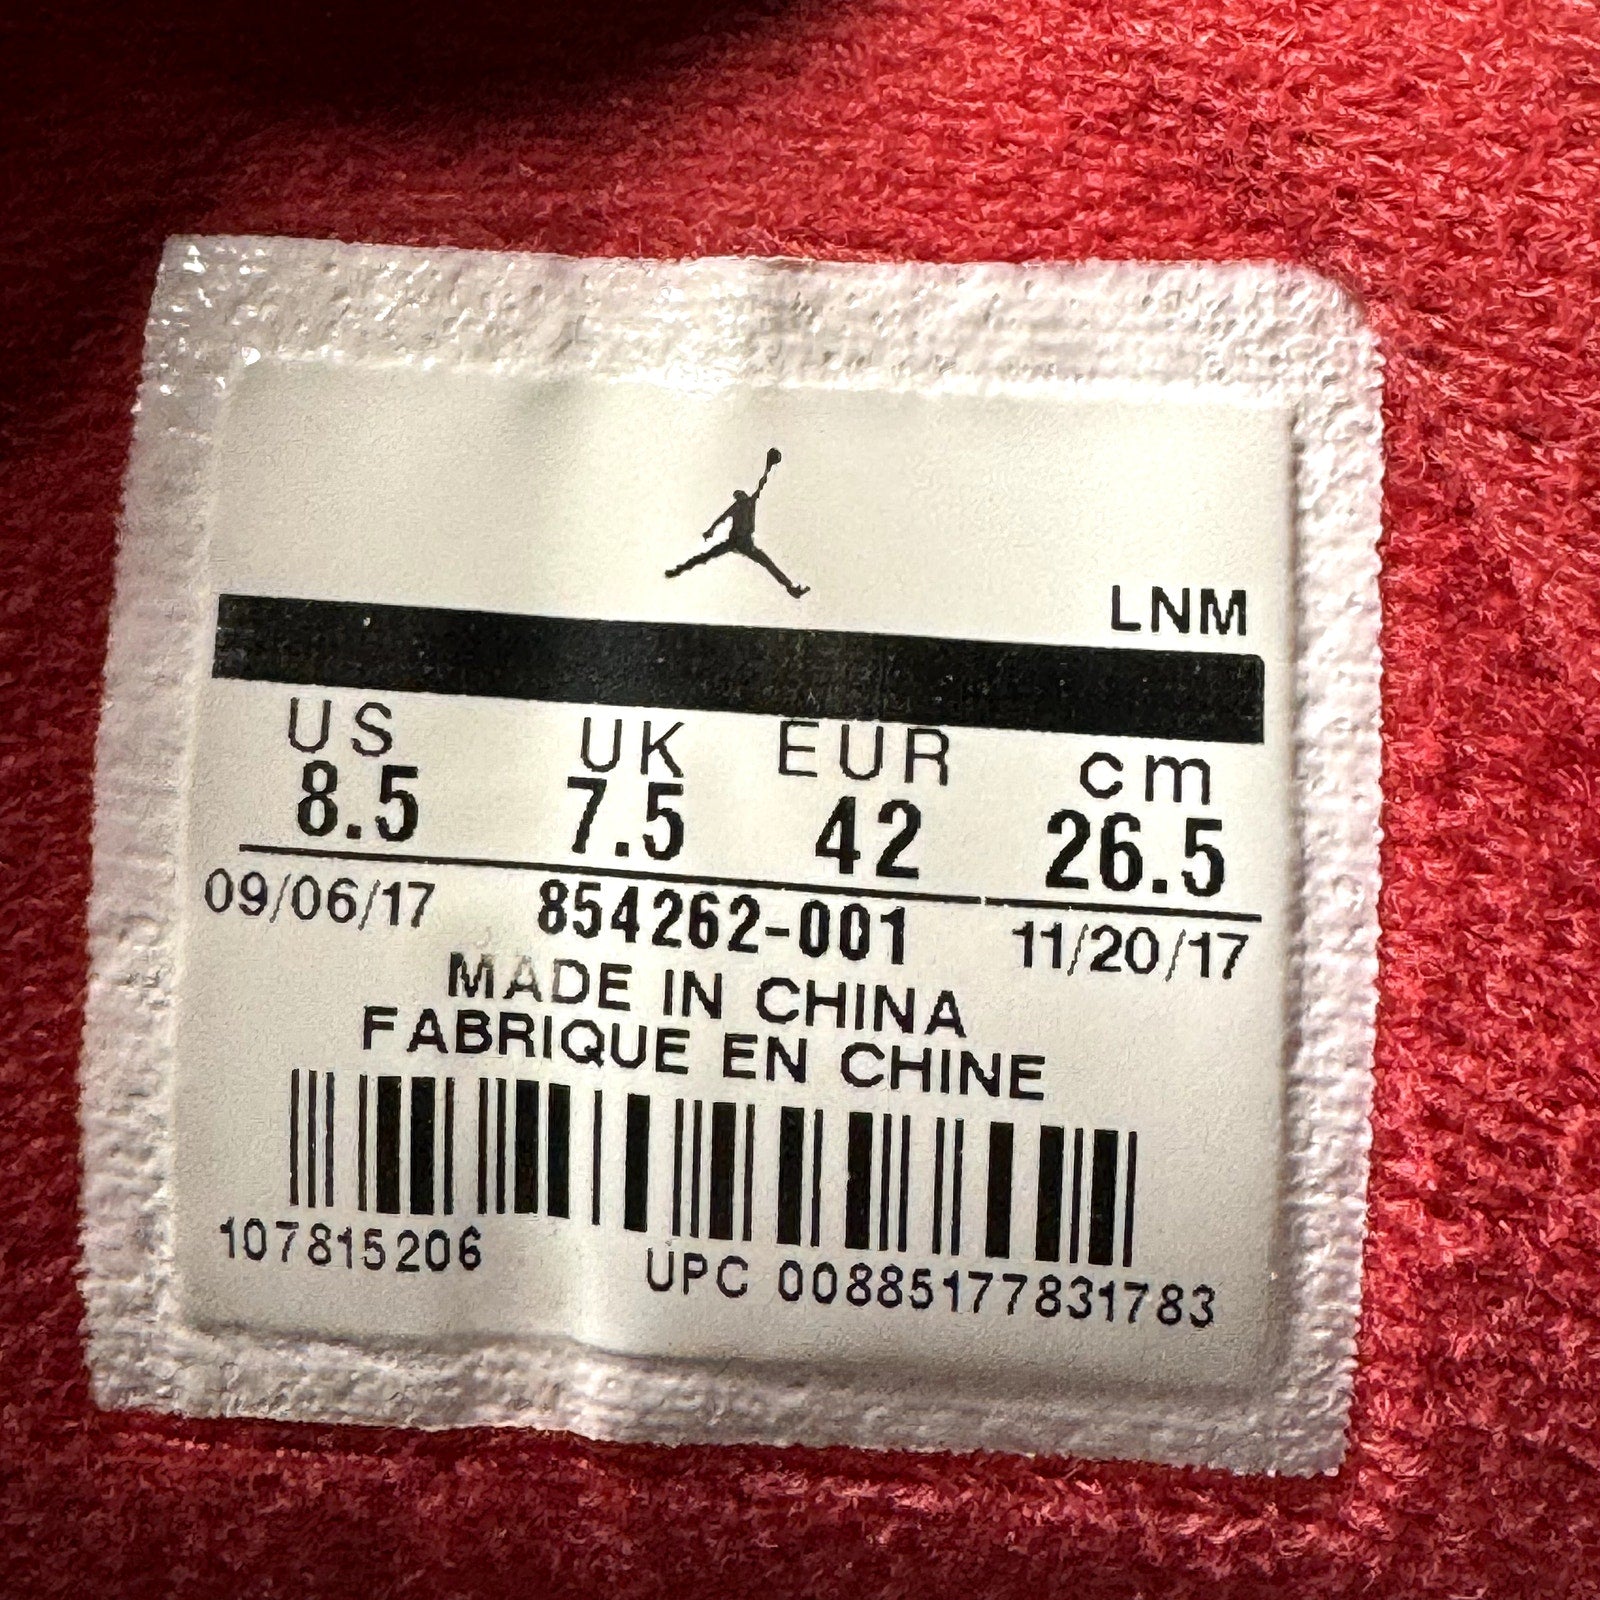 LNM
US UK EUR cm
8.5 7.5 42 26.5
09/06/17 854262-001 11/20/17
MADE IN CHINA
FABRIQUE EN CHINE
107815206 UPC 00885177831783